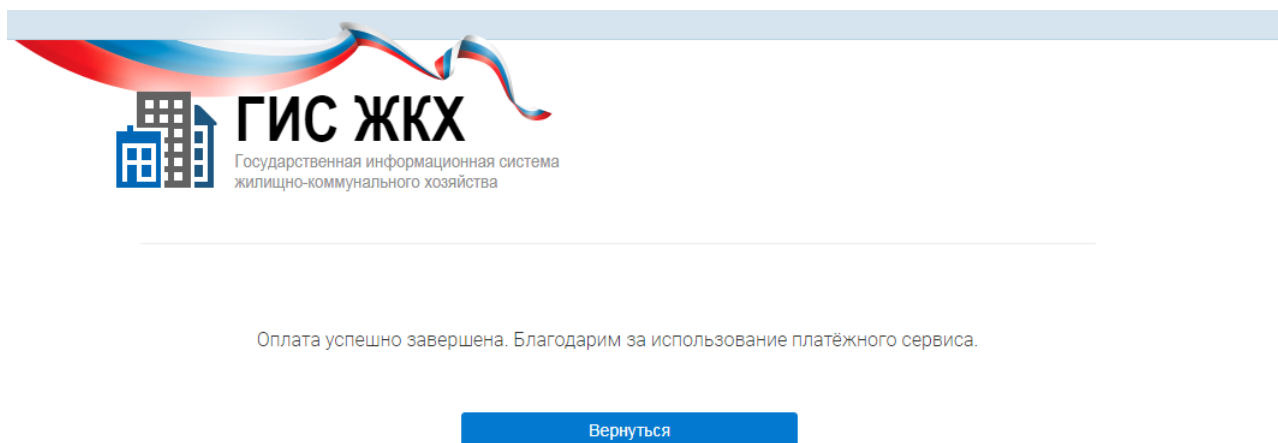 ГИС ЖКХ
Государственная информационная система
жилищно-коммунального хозяйства
Оплата успешно завершена. Благодарим за использование платёжного сервиса.
Вернуться